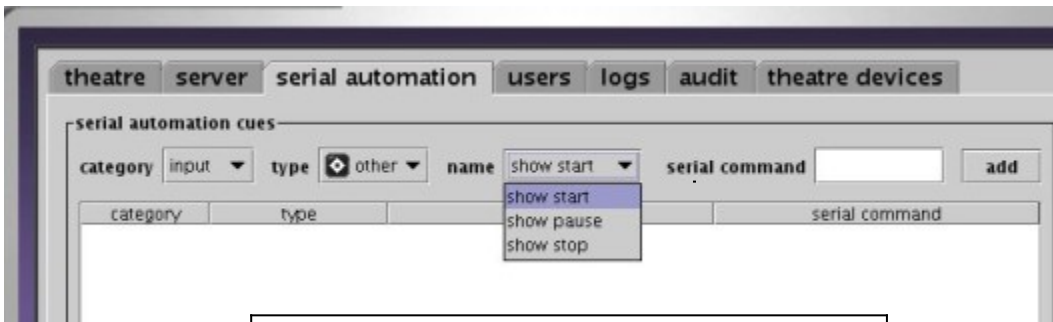 theatre server serial automation users logs audit theatre devices
serial automation cues
category input type other name show start serial command add
show start
category type serial command
show pause
show stop